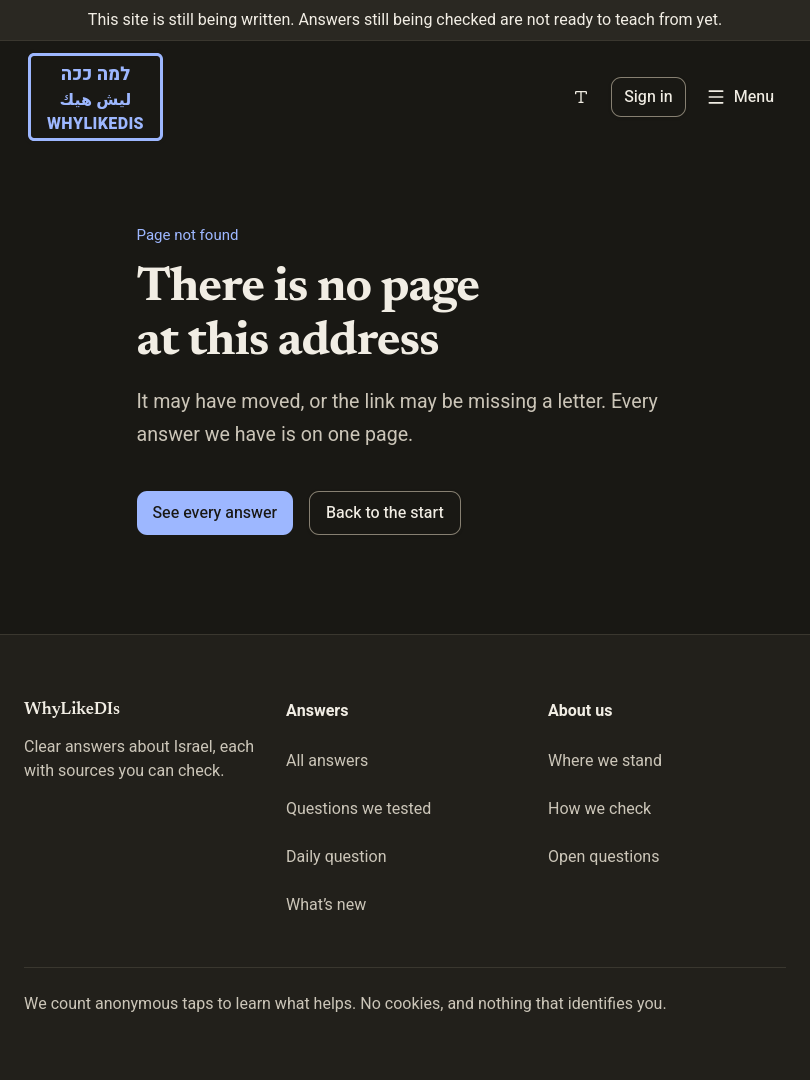 This site is still being written. Answers still being checked are not ready to teach from yet.
למה ככה
ليش هيك
WHYLIKEDIS
T
Sign in
Menu
Page not found
There is no page
at this address
It may have moved, or the link may be missing a letter. Every
answer we have is on one page.
See every answer
Back to the start
WhyLikeDIs
Clear answers about Israel, each
with sources you can check.
Answers
All answers
Questions we tested
Daily question
What’s new
About us
Where we stand
How we check
Open questions
We count anonymous taps to learn what helps. No cookies, and nothing that identifies you.